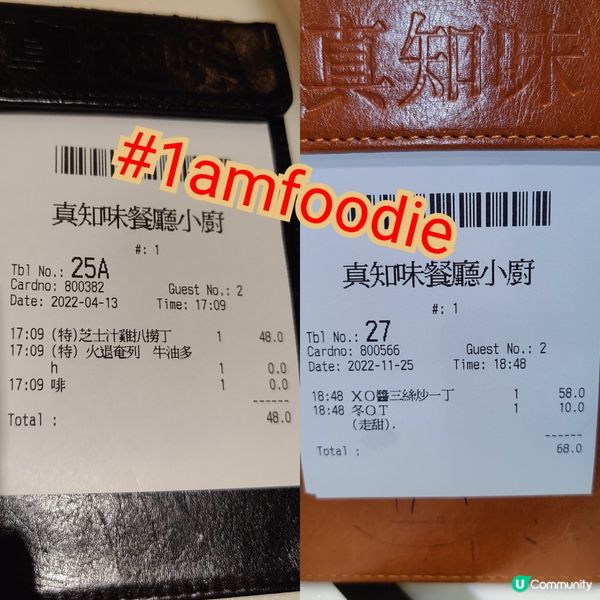 真知味
#1amfoodie
真知味餐廳小廚
#: 1
Tbl No.: 25A
Cardno: 800382 Guest No.: 2
Date: 2022-04-13 Time: 17:09
17:09 (特)芝士汁雞扒撈丁 1 48.0
17:09 (特) 火退奄列 牛油多
h 1 0.0
17:09 啡 1 0.0
------
Total : 48.0
真知味
真知味餐廳小廚
#: 1
Tbl No.: 27
Cardno: 800566 Guest No.: 2
Date: 2022-11-25 Time: 18:48
18:48 ＸＯ醬三絲炒一丁 1 58.0
18:48 冬ＯＴ 1 10.0
(走甜).
------
Total : 68.0
U Community